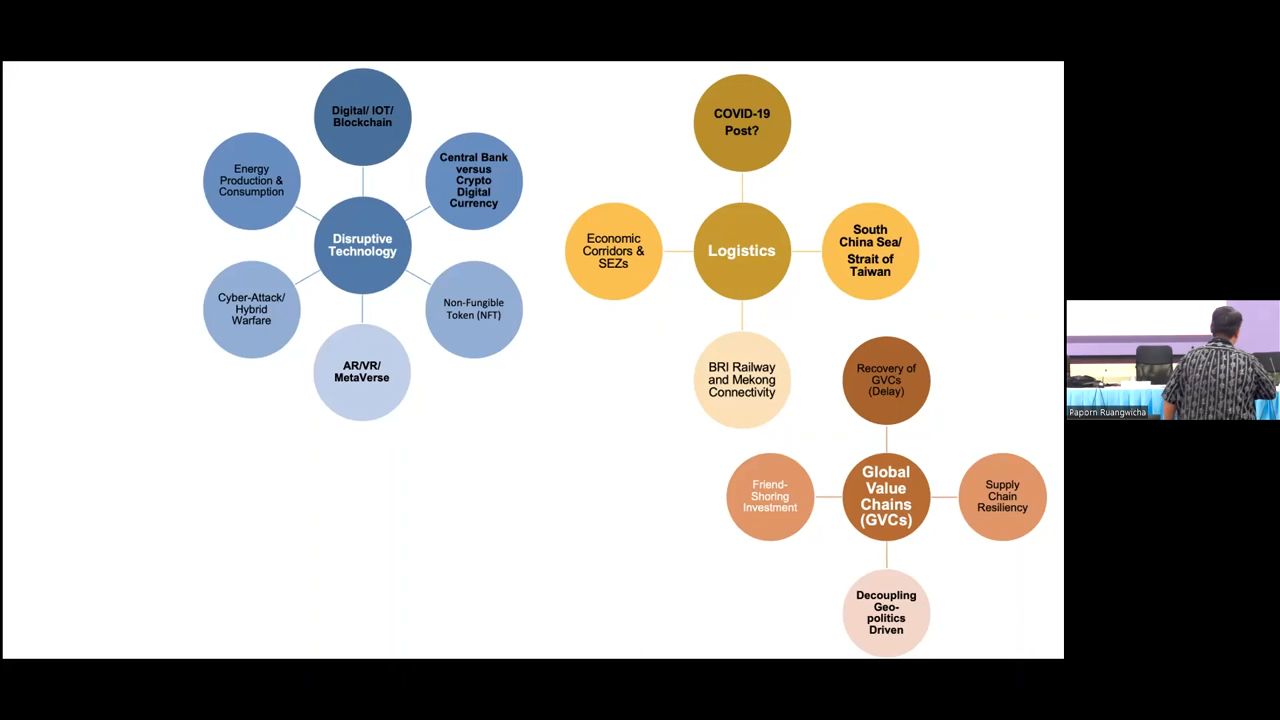 Digital/ IOT/
Blockchain
Energy
Production &
Consumption
Central Bank
versus
Crypto
Digital
Currency
Disruptive
Technology
Cyber-Attack/
Hybrid
Warfare
Non-Fungible
Token (NFT)
AR/VR/
MetaVerse
COVID-19
Post?
Economic
Corridors &
SEZs
Logistics
South
China Sea/
Strait of
Taiwan
BRI Railway
and Mekong
Connectivity
Recovery of
GVCs
(Delay)
Friend-
Shoring
Investment
Global
Value
Chains
(GVCs)
Supply
Chain
Resiliency
Decoupling
Geo-
politics
Driven
Paporn Ruangwicha